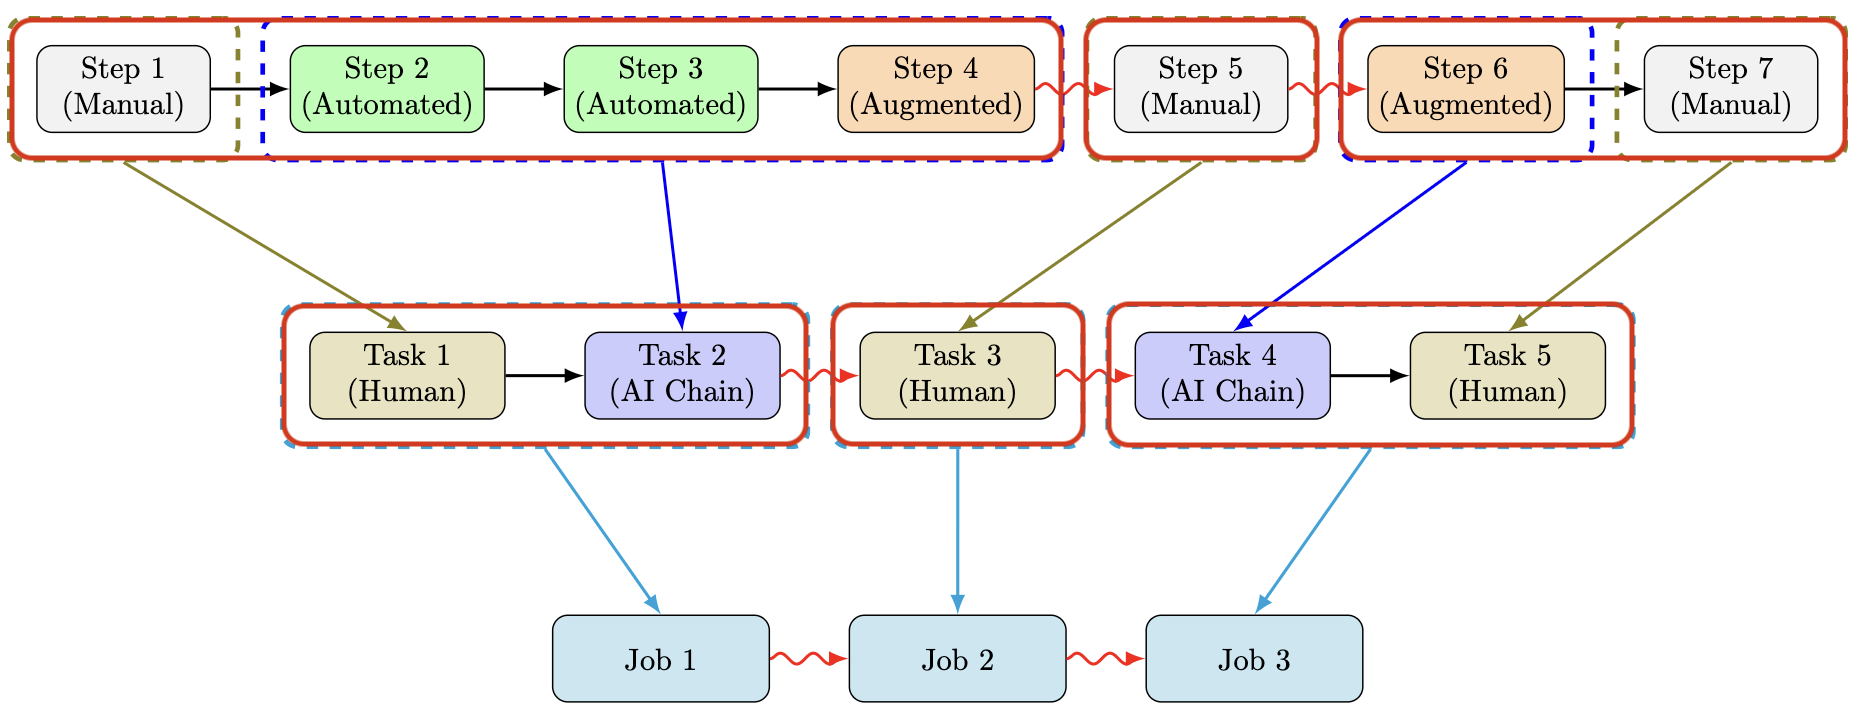 Step 1
(Manual)
Step 2
(Automated)
Step 3
(Automated)
Step 4
(Augmented)
Step 5
(Manual)
Step 6
(Augmented)
Step 7
(Manual)
Task 1
(Human)
Task 2
(AI Chain)
Task 3
(Human)
Task 4
(AI Chain)
Task 5
(Human)
Job 1
Job 2
Job 3